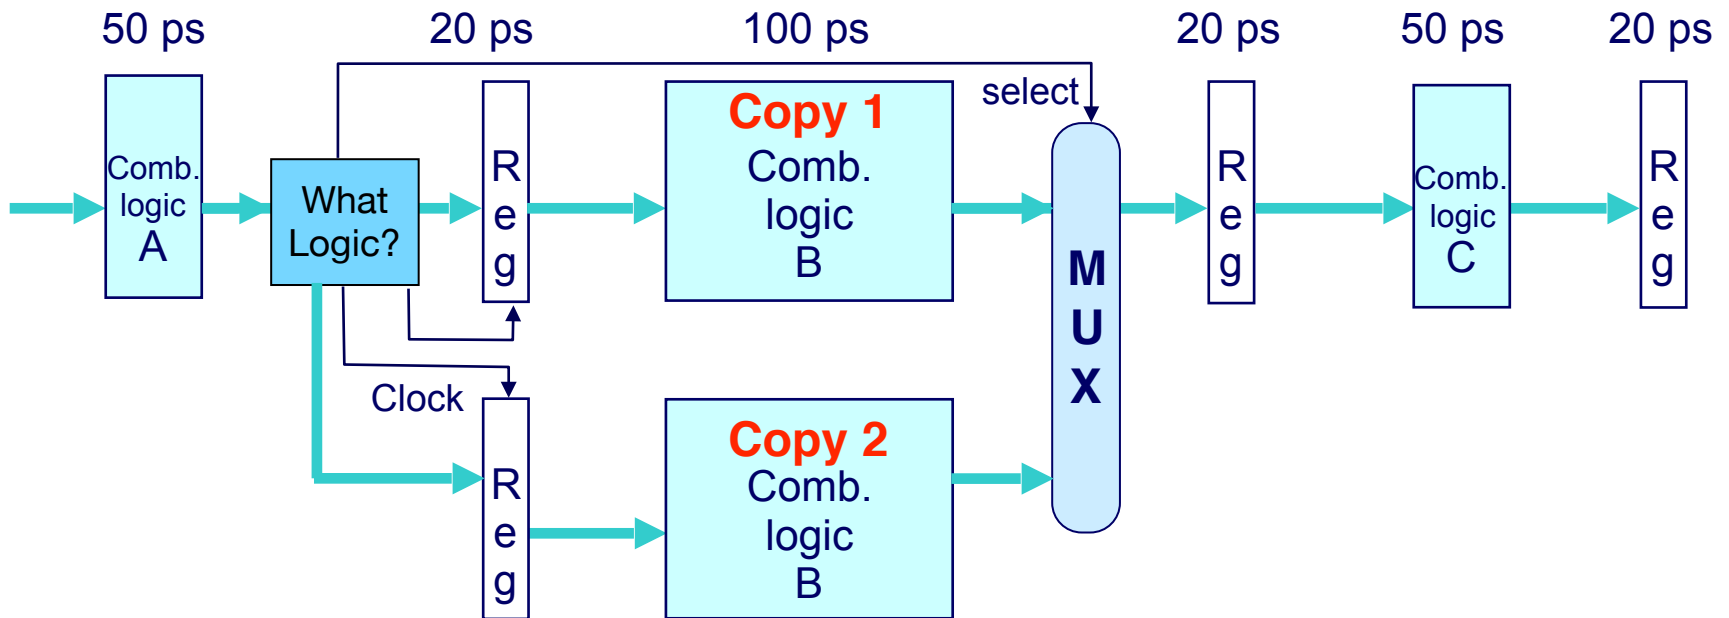 50 ps 20 ps 100 ps 20 ps 50 ps 20 ps
select
Comb.
logic
A
What
Logic?
R
e
g
Copy 1
Comb.
logic
B
M
U
X
R
e
g
Comb.
logic
C
R
e
g
Clock
R
e
g
Copy 2
Comb.
logic
B